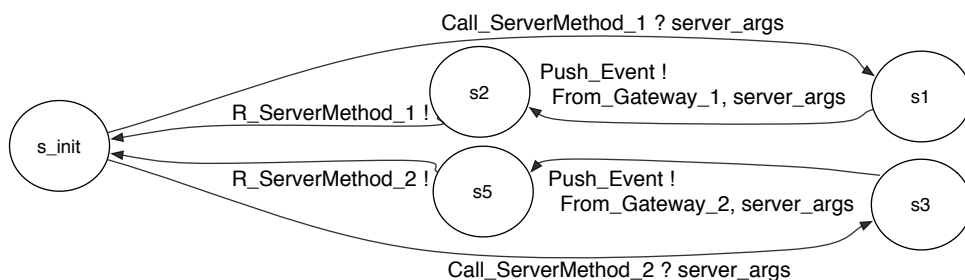 Call_ServerMethod_1 ? server_args
Push_Event !
From_Gateway_1, server_args
s2
s1
R_ServerMethod_1 !
s_init
R_ServerMethod_2 !
s5
Push_Event !
From_Gateway_2, server_args
s3
Call_ServerMethod_2 ? server_args